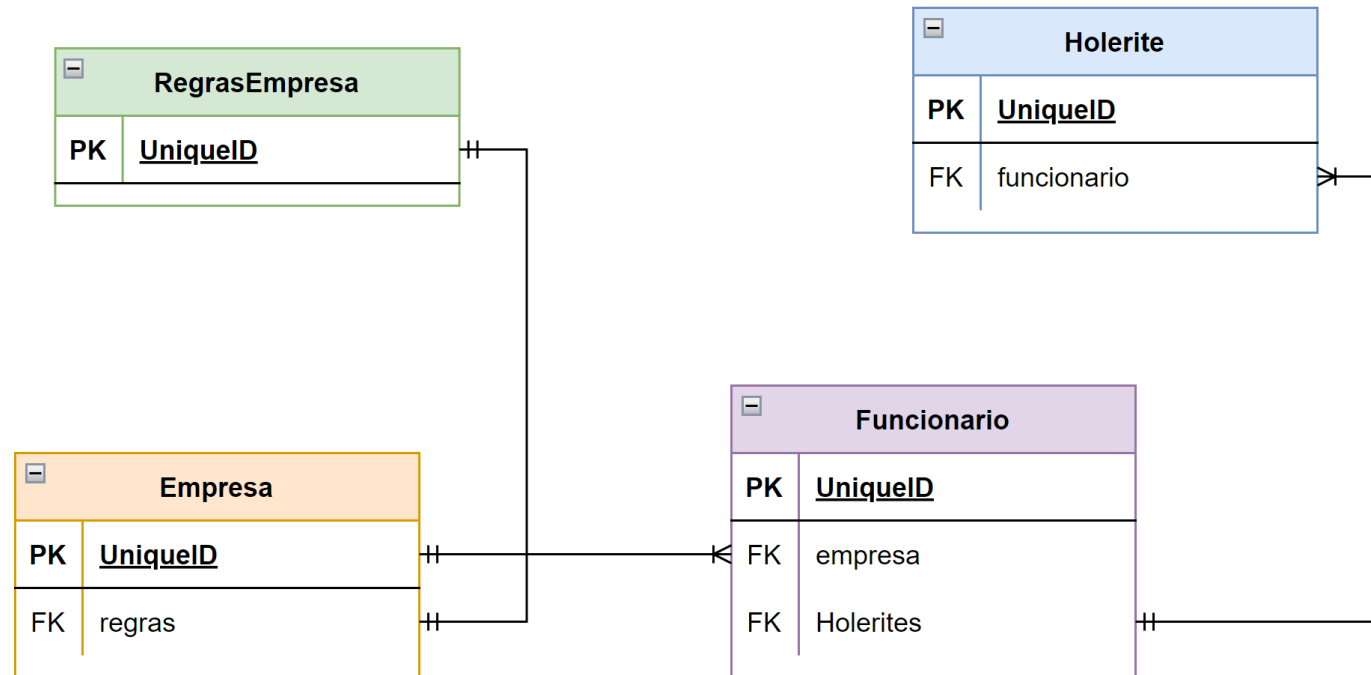 RegrasEmpresa
PK UniqueID
Holerite
PK UniqueID
FK funcionario
Empresa
PK UniqueID
FK regras
Funcionario
PK UniqueID
FK empresa
FK Holerites